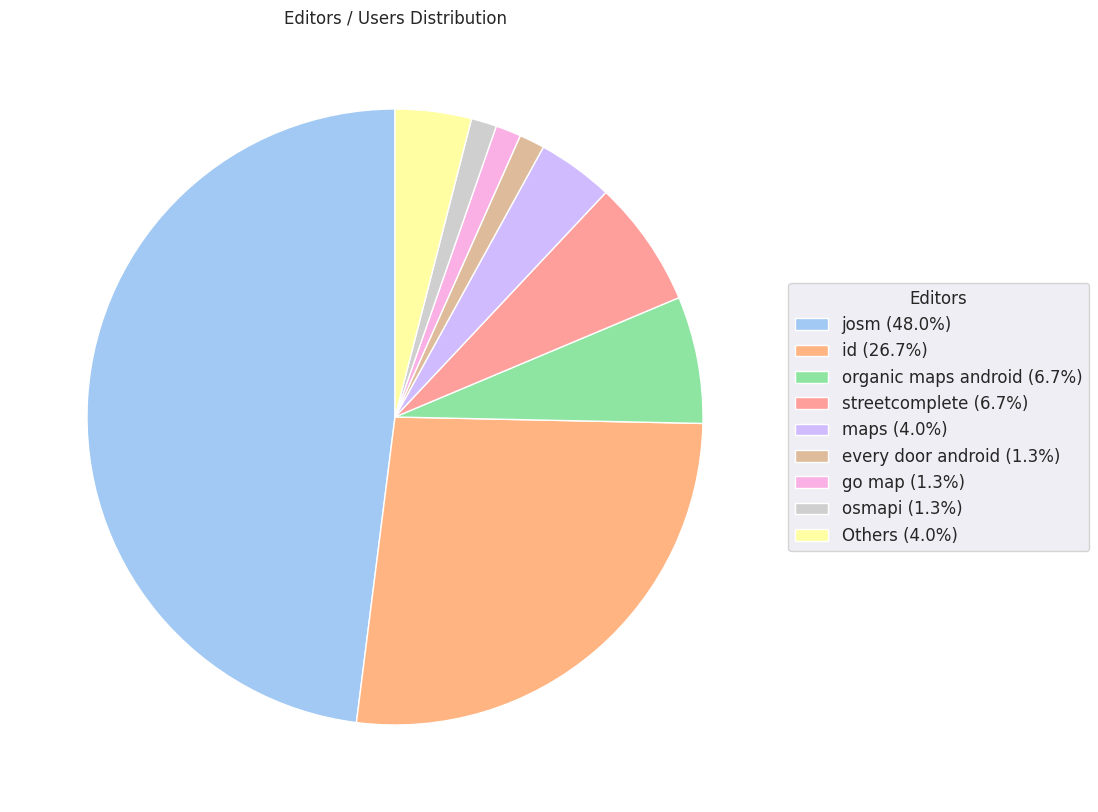 Editors / Users Distribution
Editors
josm (48.0%)
id (26.7%)
organic maps android (6.7%)
streetcomplete (6.7%)
maps (4.0%)
every door android (1.3%)
go map (1.3%)
osmapi (1.3%)
Others (4.0%)